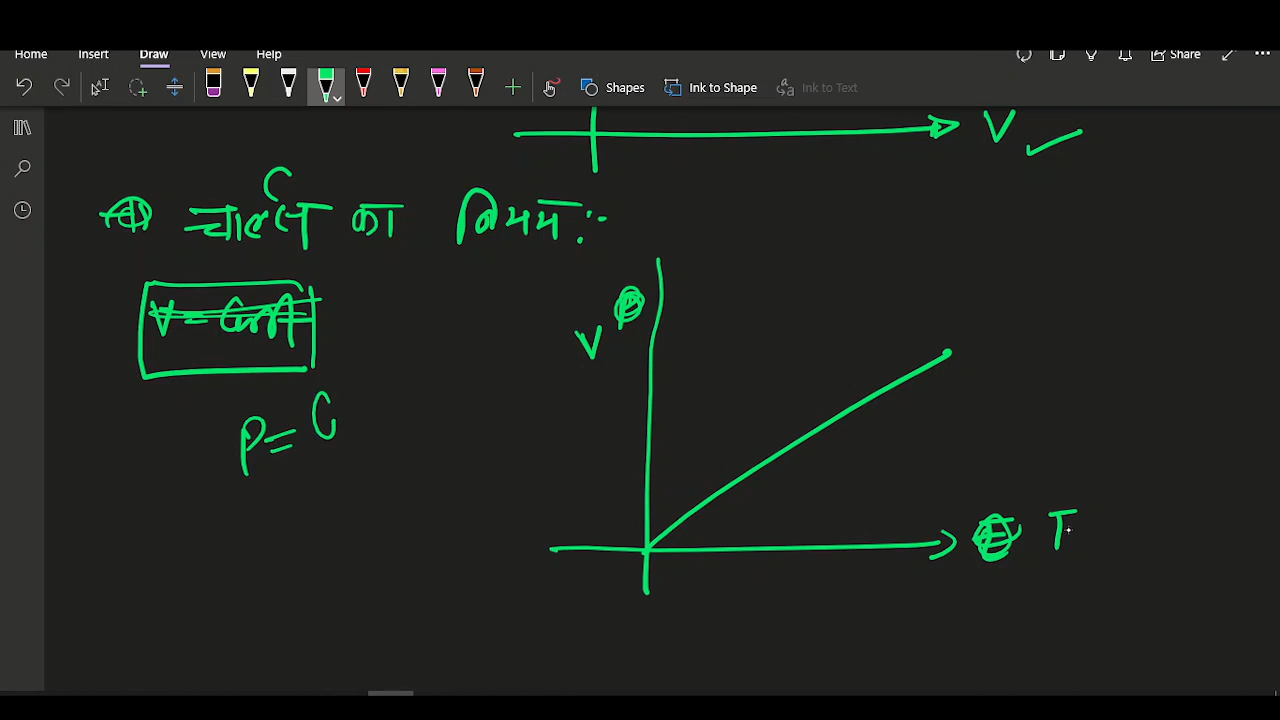 Home Insert Draw View Help Share
Shapes Ink to Shape Ink to Text
V
चार्ल्स का नियम :-
V
P = C
T